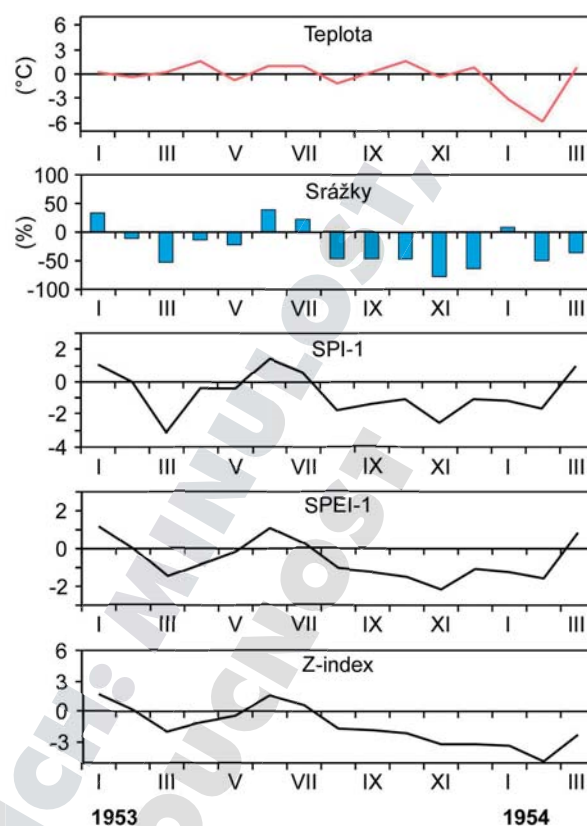 Teplota
(°C)
6
3
0
-3
-6
I III V VII IX XI I III
Srážky
(%)
100
50
0
-50
-100
I III V VII IX XI I III
SPI-1
2
0
-2
-4
I III V VII IX XI I III
SPEI-1
2
0
-2
I III V VII IX XI I III
Z-index
6
3
0
-3
I III V VII IX XI I III
1953 1954
MINULOST,